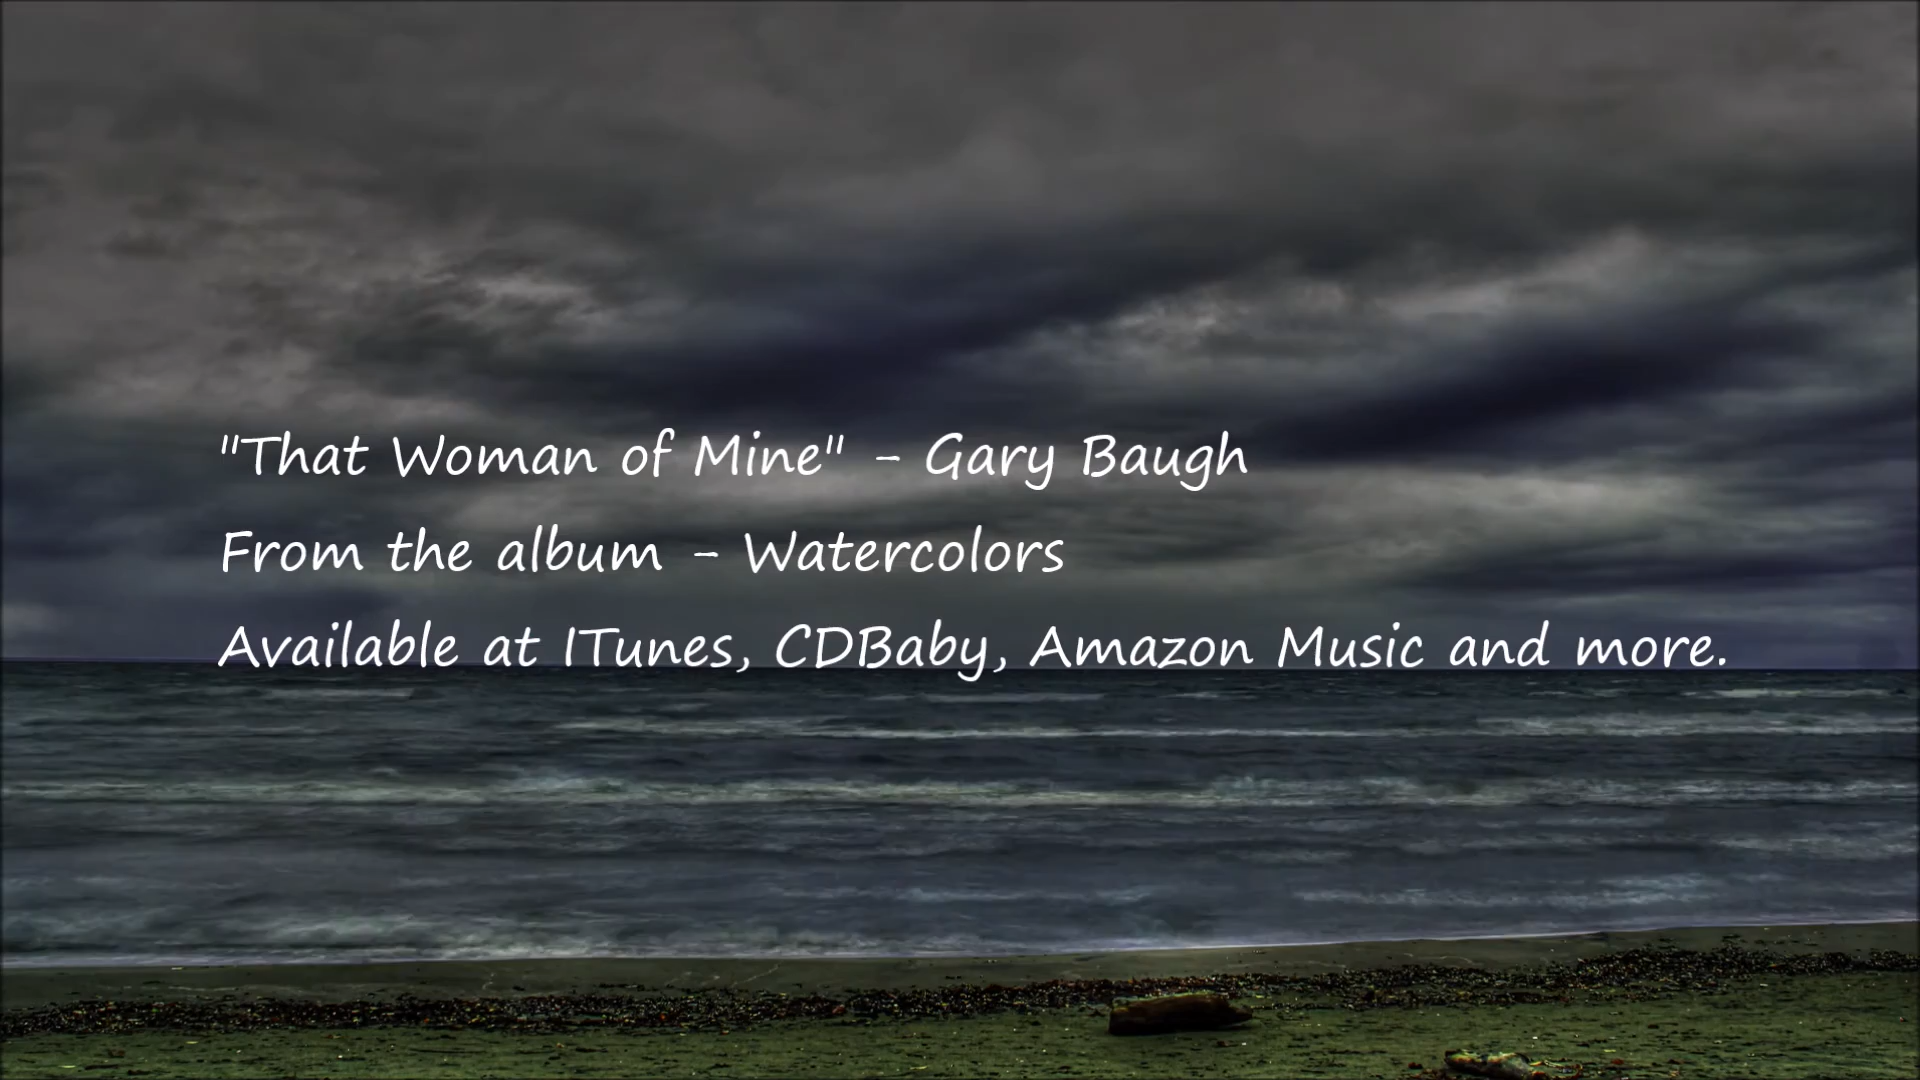 "That Woman of Mine" - Gary Baugh
From the album - Watercolors
Available at ITunes, CDBaby, Amazon Music and more.